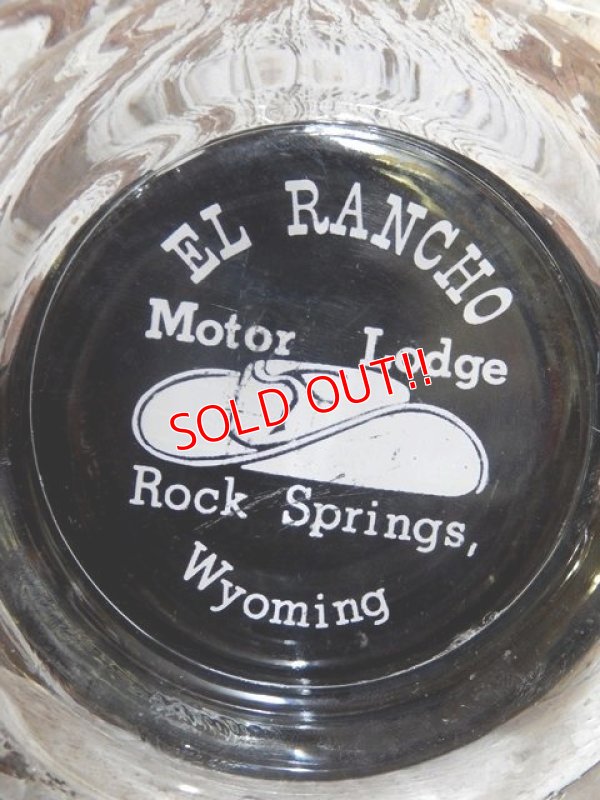 EL RANCHO
Motor Lodge
SOLD OUT!!
Rock Springs,
Wyoming